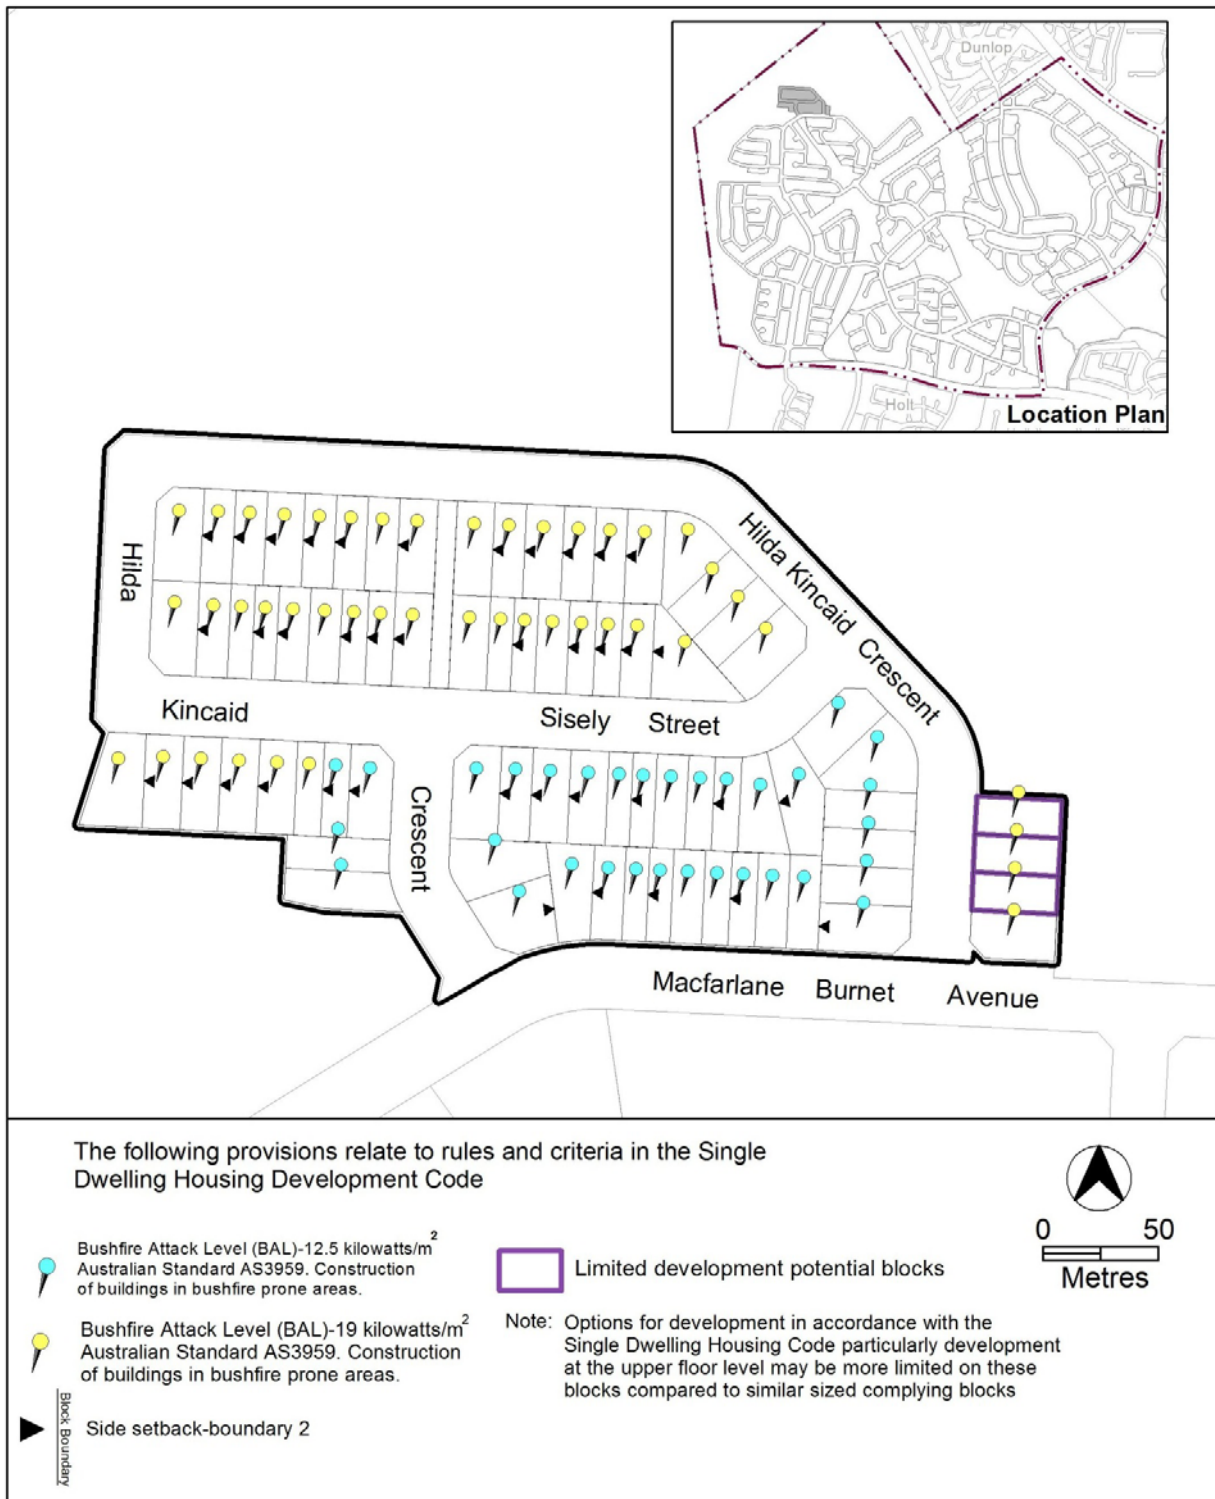 Dunlop
Holt
Location Plan
Hilda Kincaid Crescent
Hilda
Kincaid
Sisely Street
Crescent
Macfarlane Burnet Avenue
The following provisions relate to rules and criteria in the Single
Dwelling Housing Development Code
Bushfire Attack Level (BAL)-12.5 kilowatts/m²
Australian Standard AS3959. Construction
of buildings in bushfire prone areas.
Bushfire Attack Level (BAL)-19 kilowatts/m²
Australian Standard AS3959. Construction
of buildings in bushfire prone areas.
Block Boundary
Side setback-boundary 2
Limited development potential blocks
Note: Options for development in accordance with the
Single Dwelling Housing Code particularly development
at the upper floor level may be more limited on these
blocks compared to similar sized complying blocks
0 50
Metres